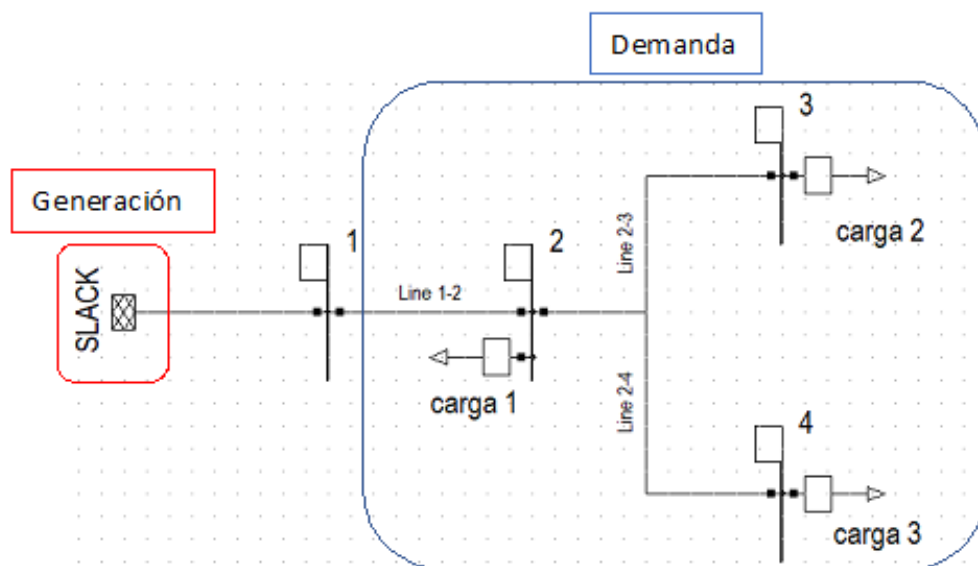 Demanda
Generación
SLACK
1
Line 1-2
2
carga 1
Line 2-3
Line 2-4
3
carga 2
4
carga 3